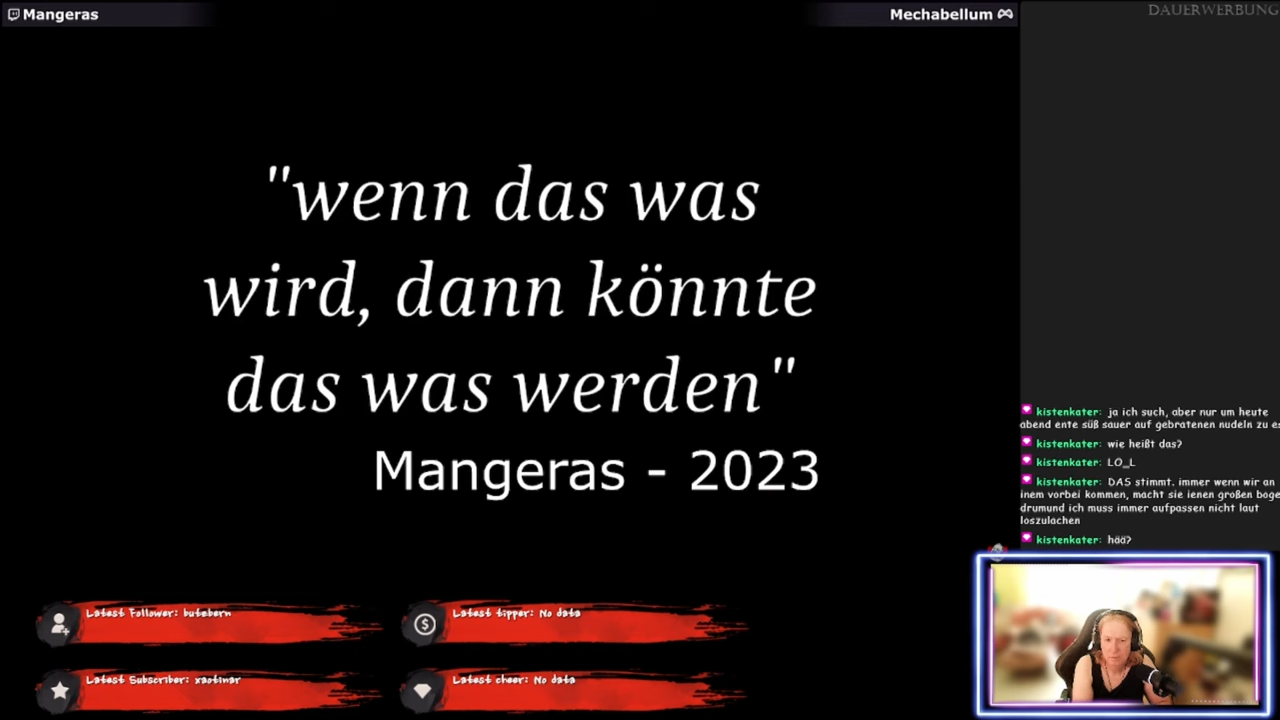 Mangeras
Mechabellum
DAUERWERBUNG
"wenn das was
wird, dann könnte
das was werden"
Mangeras - 2023
kistenkater: ja ich such, aber nur um heute
abend ente süß sauer auf gebratenen nudeln zu es
kistenkater: wie heißt das?
kistenkater: LO_L
kistenkater: DAS stimmt. immer wenn wir an
inem vorbei kommen, macht sie ienen großen boge
drumund ich muss immer aufpassen nicht laut
loszulachen
kistenkater: hää?
Latest Follower: butzbern
Latest tipper: No data
Latest Subscriber: xaotinar
Latest cheer: No data